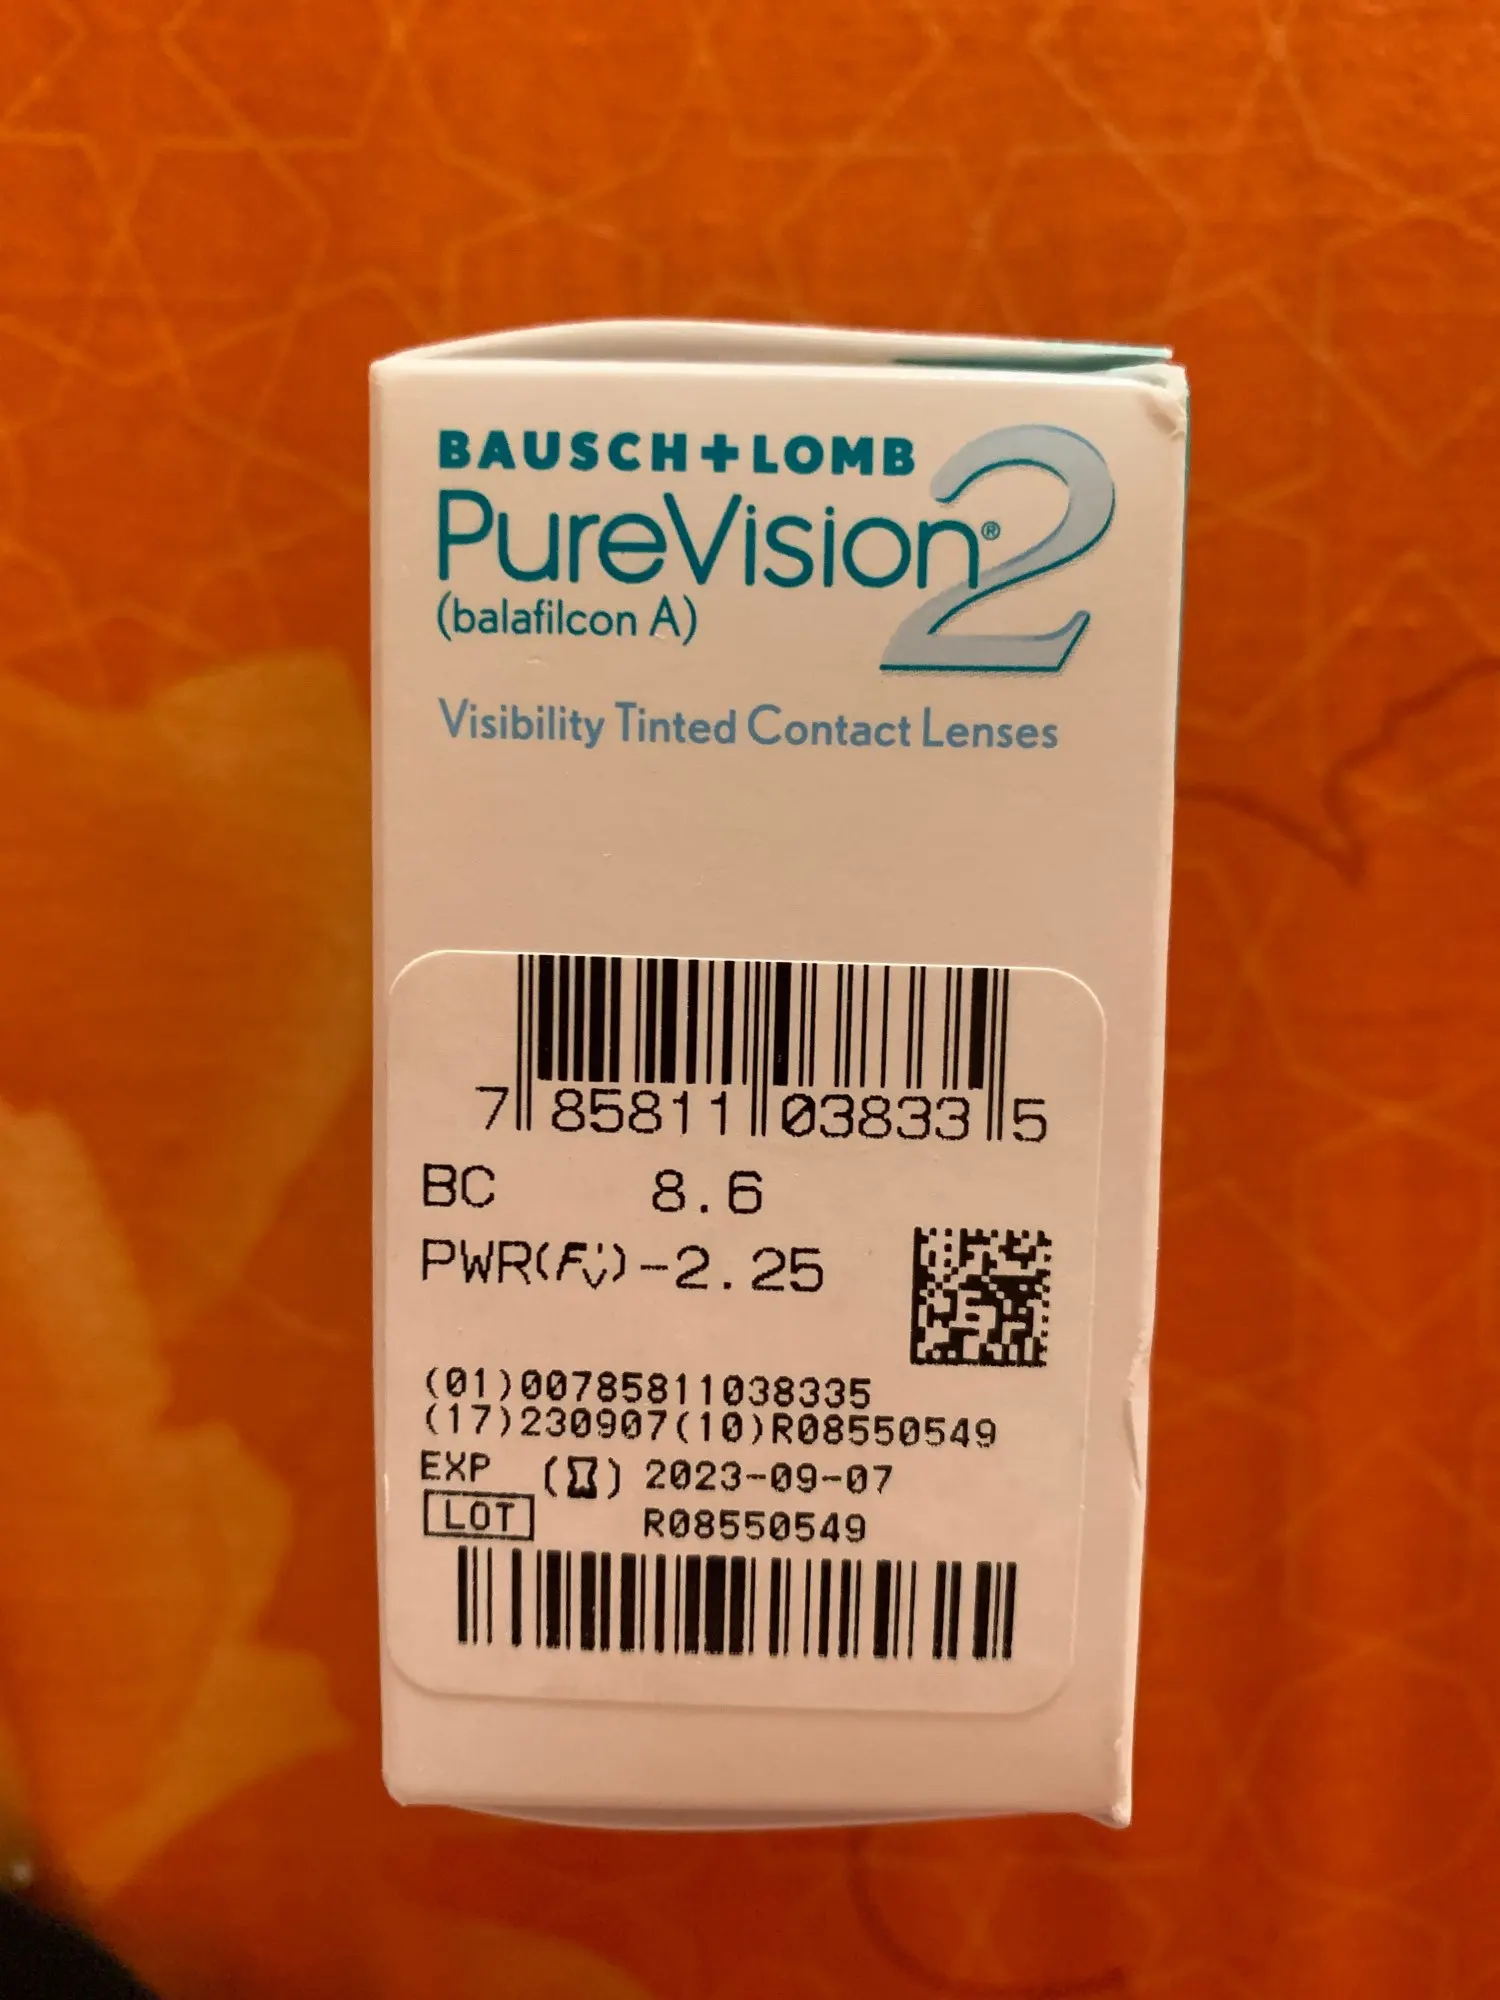 BAUSCH+LOMB
PureVision®2
(balafilcon A)
Visibility Tinted Contact Lenses
7 85811 03833 5
BC 8.6
PWR(F'v)-2.25
(01)00785811038335
(17)230907(10)R08550549
EXP (⌛) 2023-09-07
LOT R08550549